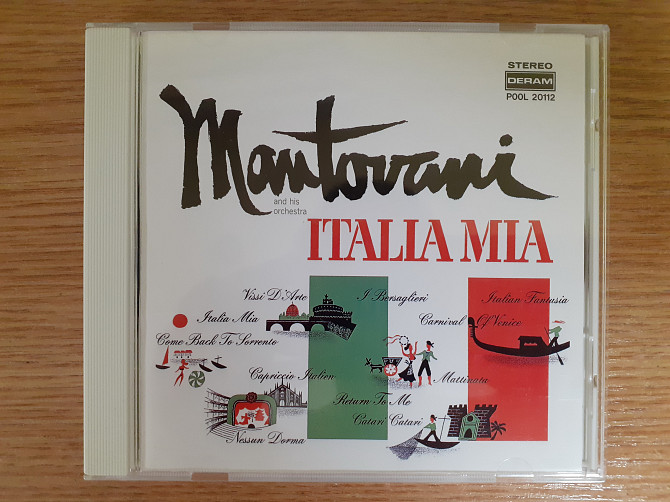 STEREO
DERAM
POOL 20112
Mantovani
and his
orchestra
ITALIA MIA
Vissi D'Arte
I Bersaglieri
Italian Fantasia
Italia Mia
Carnival Of Venice
Come Back To Sorrento
Capriccio Italien
Mattinata
Return To Me
Catari Catari
Nessun Dorma